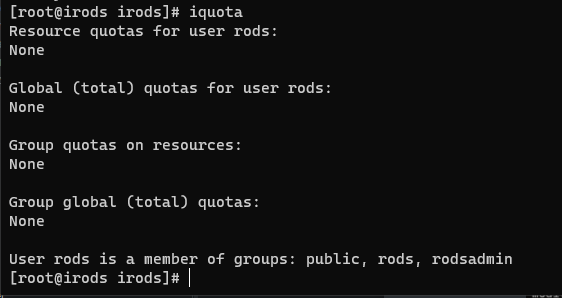 [root@irods irods]# iquota
Resource quotas for user rods:
None
Global (total) quotas for user rods:
None
Group quotas on resources:
None
Group global (total) quotas:
None
User rods is a member of groups: public, rods, rodsadmin
[root@irods irods]#